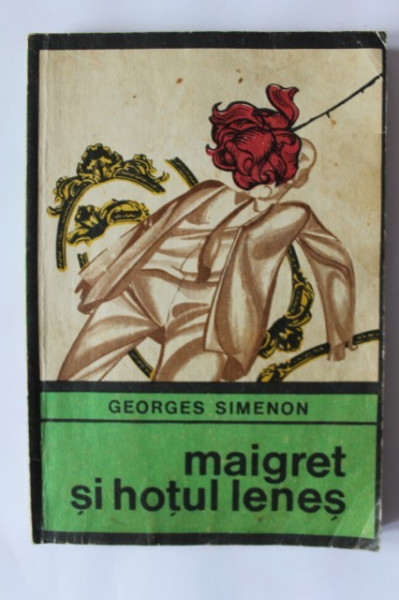 GEORGES SIMENON
maigret
și hoțul leneș